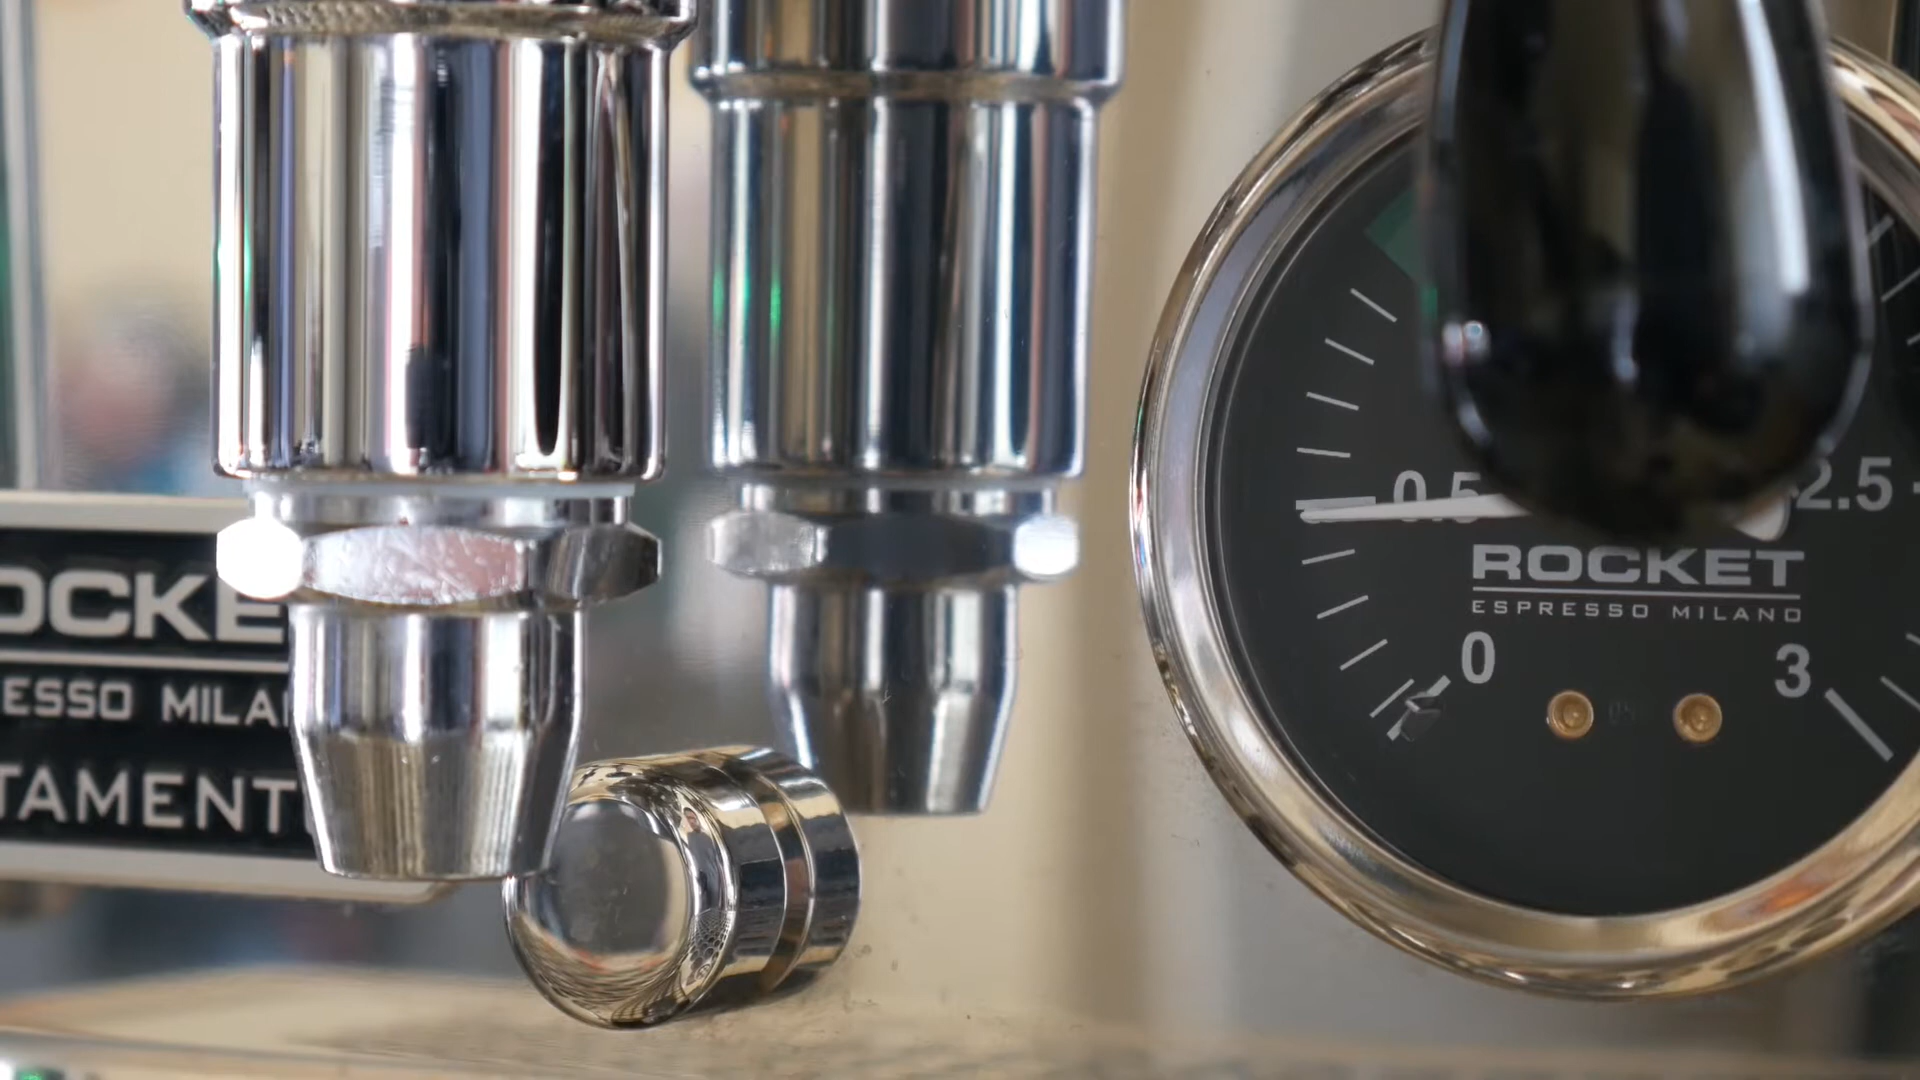 OCKE
ESSO MILA
TAMENT
0.5
2.5
ROCKET
ESPRESSO MILANO
0
3